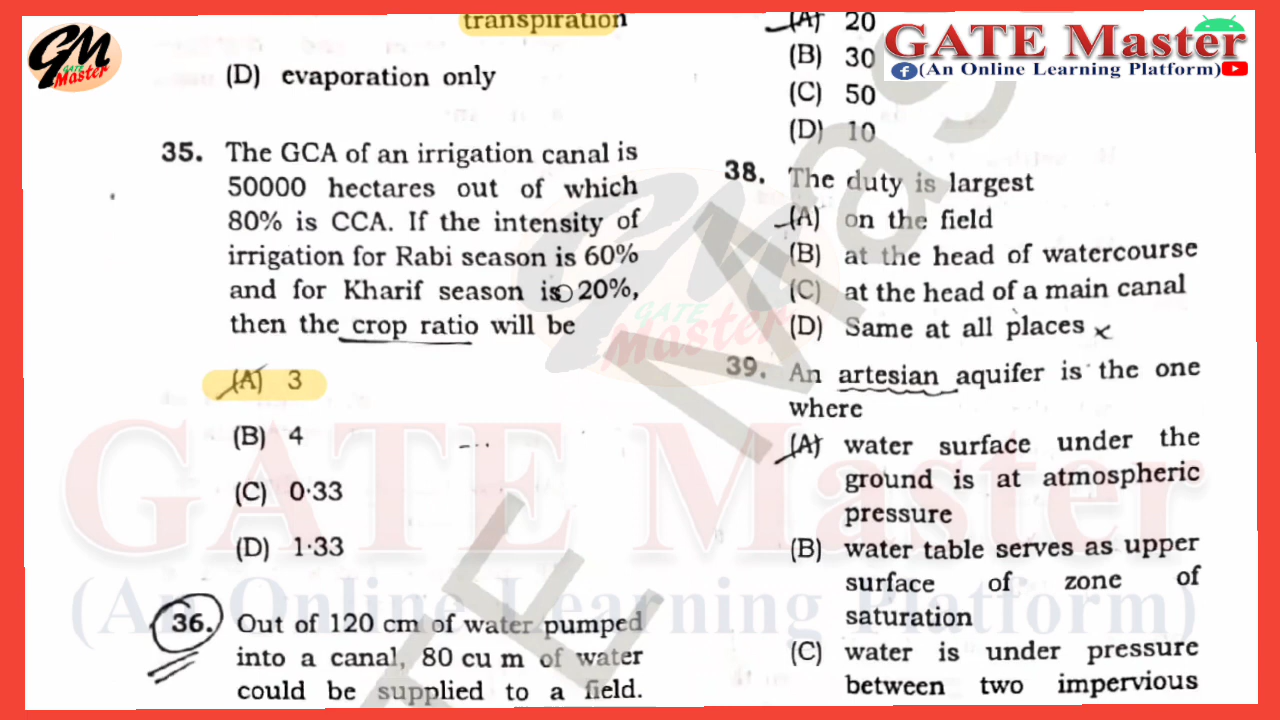 GM
GATE
Master
GATE Master
(An Online Learning Platform)
transpiration
(D) evaporation only
35. The GCA of an irrigation canal is
50000 hectares out of which
80% is CCA. If the intensity of
irrigation for Rabi season is 60%
and for Kharif season is 20%,
then the crop ratio will be
(A) 3
(B) 4
(C) 0·33
(D) 1·33
36. Out of 120 cm of water pumped
into a canal, 80 cu m of water
could be supplied to a field.
(A) 20
(B) 30
(C) 50
(D) 10
38. The duty is largest
(A) on the field
(B) at the head of watercourse
(C) at the head of a main canal
(D) Same at all places
39. An artesian aquifer is the one
where
(A) water surface under the
ground is at atmospheric
pressure
(B) water table serves as upper
surface of zone of
saturation
(C) water is under pressure
between two impervious
GM
GATE
Master
GATE Master
(An Online Learning Platform)